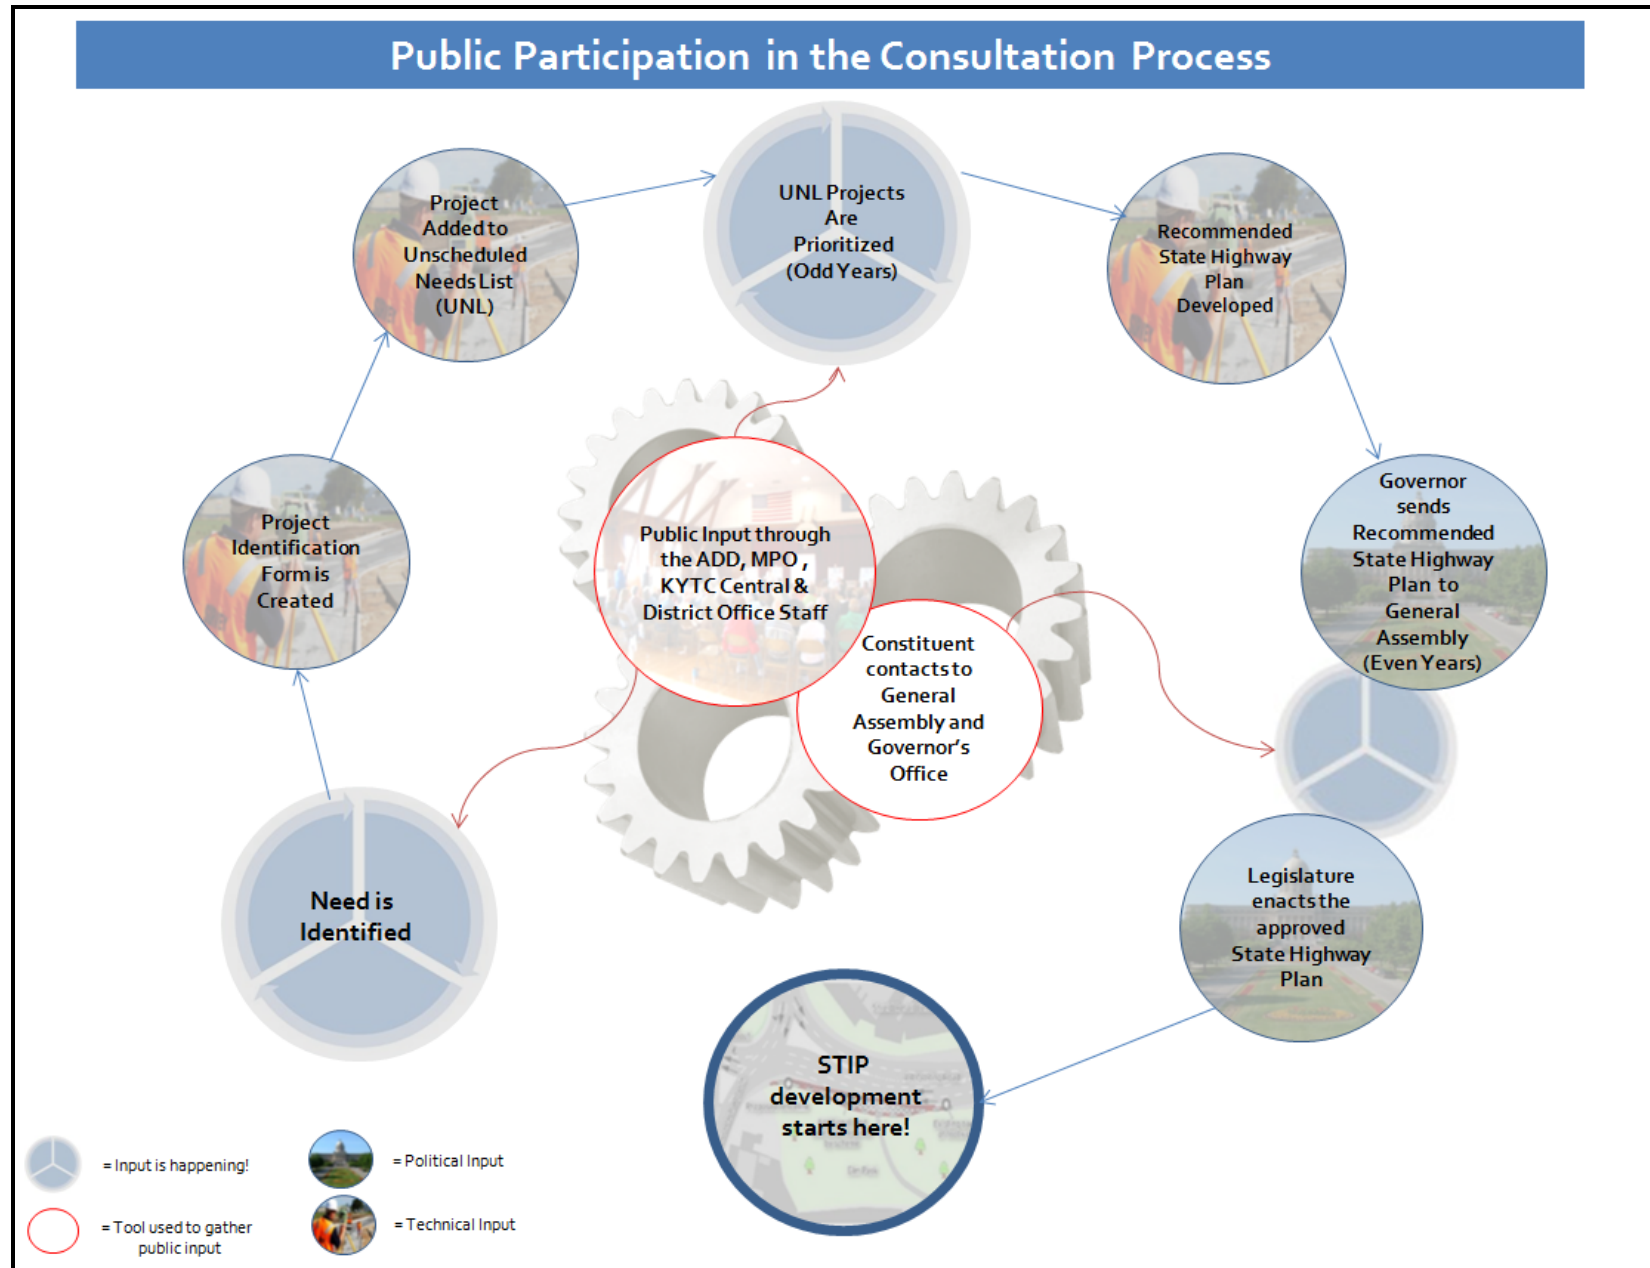 Public Participation in the Consultation Process
Project
Added to
Unscheduled
Needs List
(UNL)
UNL Projects
Are
Prioritized
(Odd Years)
Recommended
State Highway
Plan
Developed
Project
Identification
Form is
Created
Public Input through
the ADD, MPO ,
KYTC Central &
District Office Staff
Governor
sends
Recommended
State Highway
Plan to
General
Assembly
(Even Years)
Constituent
contacts to
General
Assembly and
Governor's
Office
Need is
Identified
Legislature
enacts the
approved
State Highway
Plan
STIP
development
starts here!
= Input is happening!
= Political Input
= Tool used to gather
public input
= Technical Input